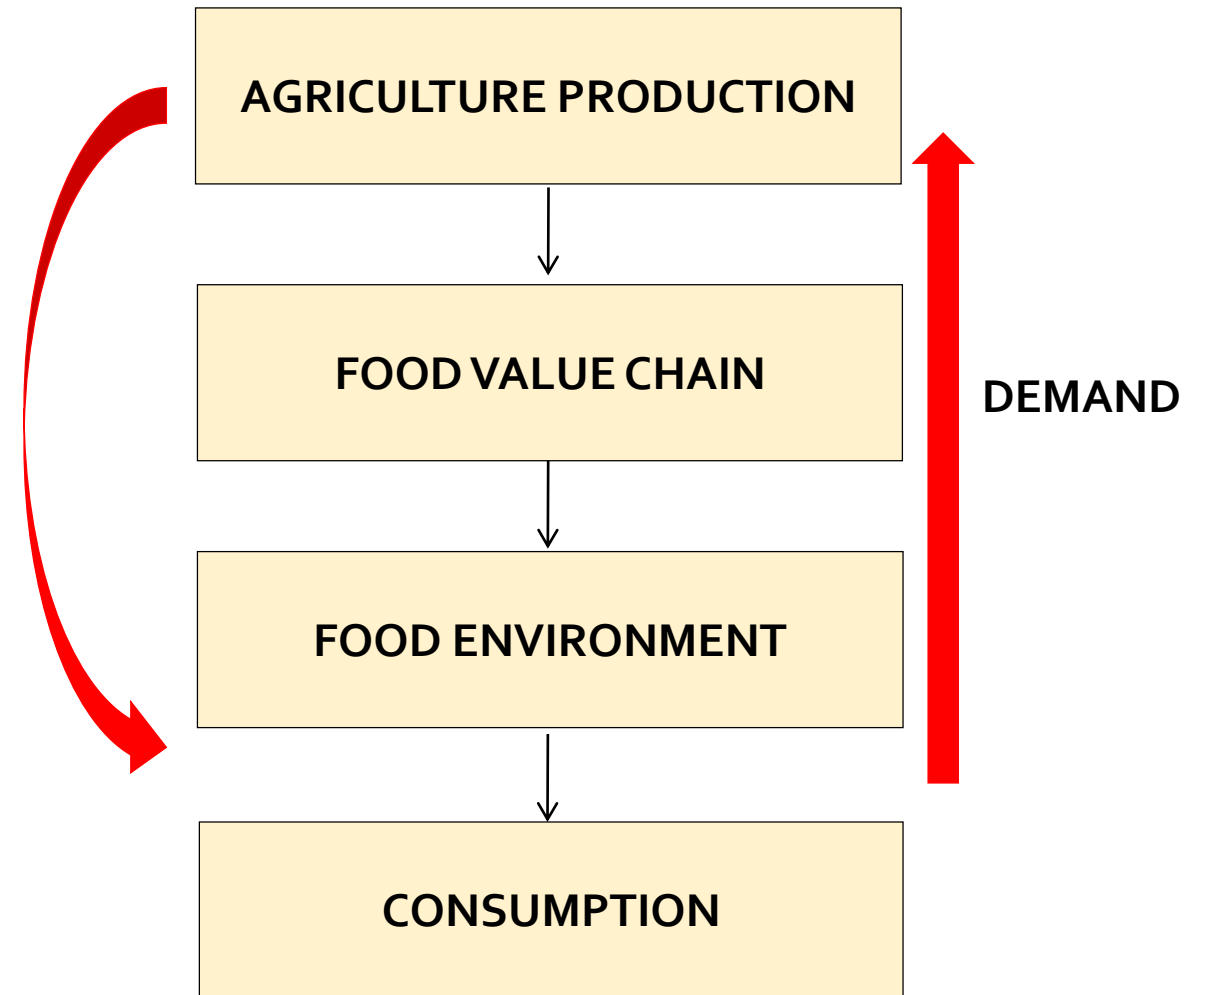 AGRICULTURE PRODUCTION
FOOD VALUE CHAIN
DEMAND
FOOD ENVIRONMENT
CONSUMPTION